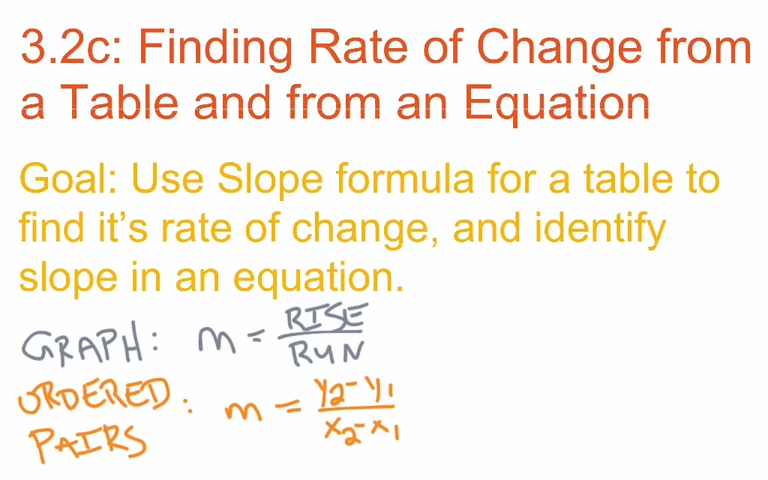 3.2c: Finding Rate of Change from
a Table and from an Equation
Goal: Use Slope formula for a table to
find it's rate of change, and identify
slope in an equation.
GRAPH: m = RISE
RUN
ORDERED
PAIRS : m = y₂-y₁
x₂-x₁